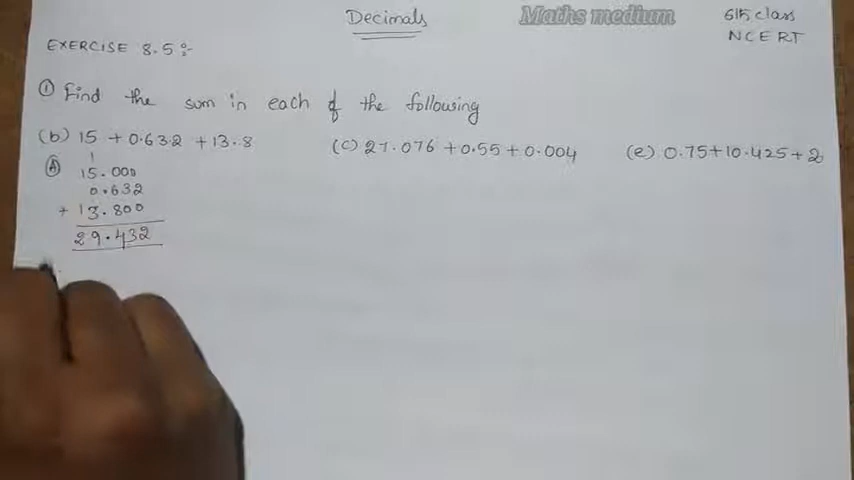 Decimals
Maths medium
6th class
NCERT
EXERCISE 8.5:-
① Find the sum in each of the following
(b) 15 + 0.632 + 13.8
(c) 27.076 + 0.55 + 0.004
(e) 0.75+10.425+2
1
Ⓐ 15.000
0.632
+ 13.800
29.432